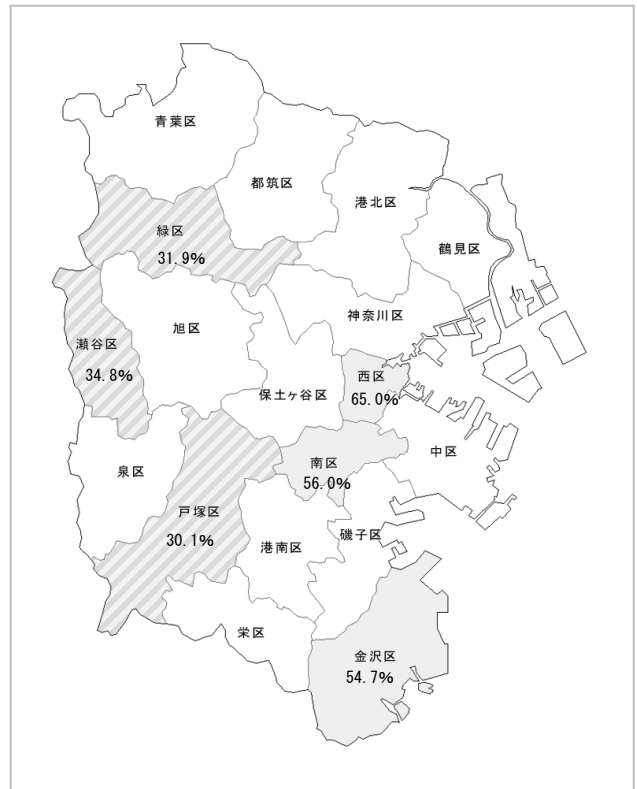 青葉区
都筑区
港北区
緑区
31.9%
鶴見区
神奈川区
旭区
瀬谷区
34.8%
西区
65.0%
保土ヶ谷区
中区
南区
56.0%
泉区
戸塚区
30.1%
磯子区
港南区
栄区
金沢区
54.7%